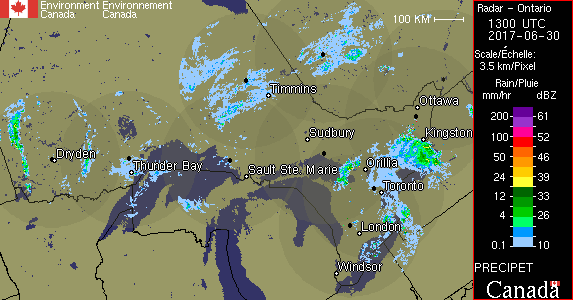 Environment Environnement
Canada Canada
100 KM
Timmins
Ottawa
Sudbury
Kingston
Dryden
Thunder Bay
Sault Ste. Marie
Orillia
Toronto
London
Windsor
Radar - Ontario
1300 UTC
2017-06-30
Scale/Échelle:
3.5 km/Pixel
Rain/Pluie
mm/hr dBZ
200 61
100 52
50 46
24 39
12 33
4 26
0.1 10
PRECIPET
Canada